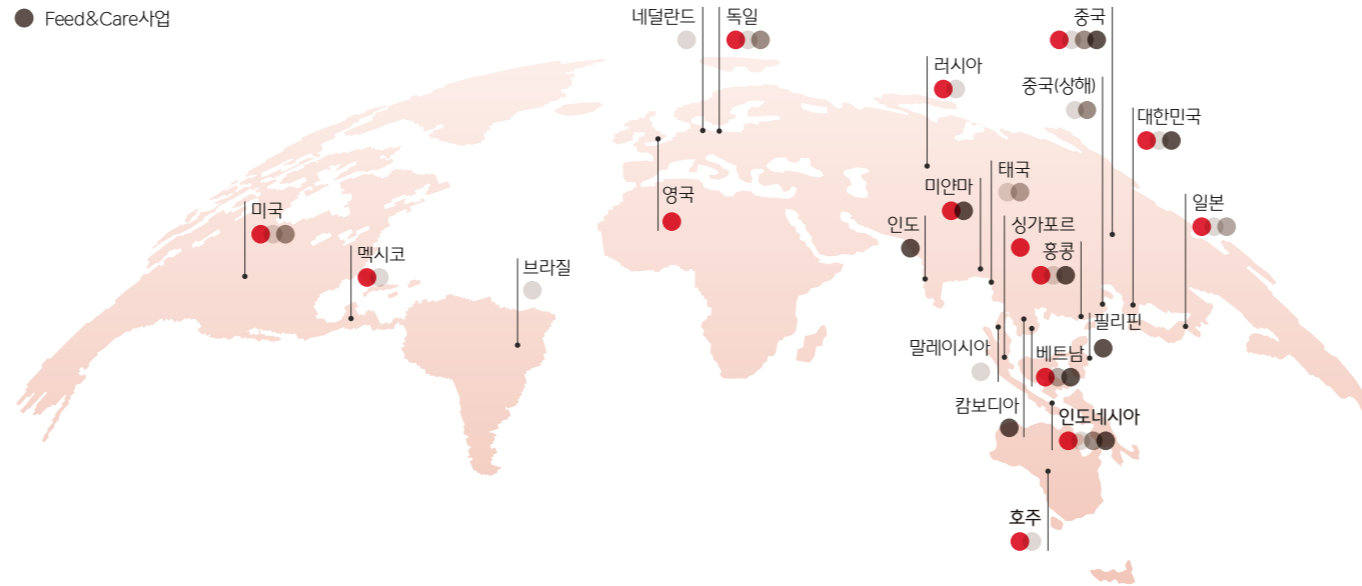 Feed&Care사업
네덜란드
독일
중국
러시아
중국(상해)
대한민국
태국
미얀마
영국
일본
미국
인도
싱가포르
멕시코
홍콩
브라질
필리핀
말레이시아
베트남
캄보디아
인도네시아
호주